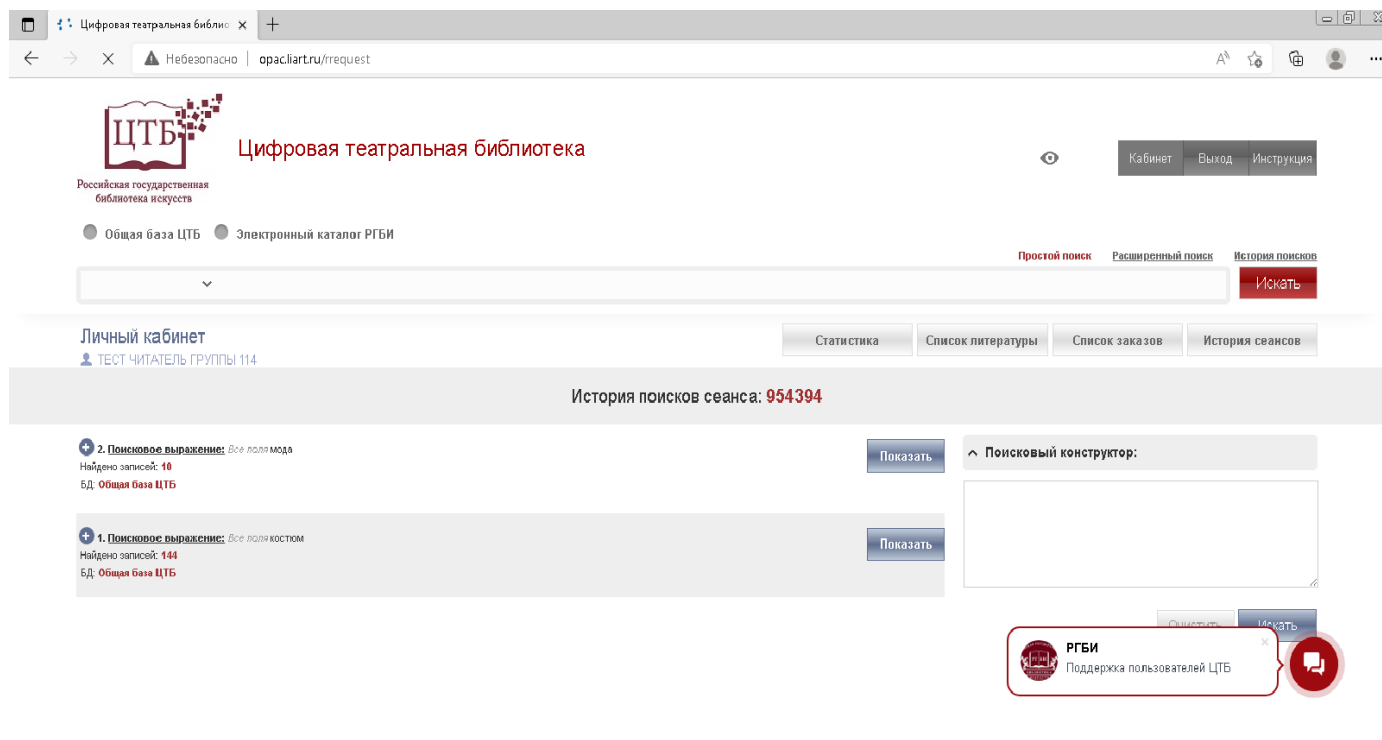 Цифровая театральная библио
Небезопасно | opac.liart.ru/rrequest
ЦТБ
Российская государственная
библиотека искусств
Цифровая театральная библиотека
Кабинет Выход Инструкция
Общая база ЦТБ Электронный каталог РГБИ
Простой поиск Расширенный поиск История поисков
Искать
Личный кабинет
ТЕСТ ЧИТАТЕЛЬ ГРУППЫ 114
Статистика Список литературы Список заказов История сеансов
История поисков сеанса: 954394
2. Поисковое выражение: Все поля мода
Найдено записей: 10
БД: Общая база ЦТБ
Показать
1. Поисковое выражение: Все поля костюм
Найдено записей: 144
БД: Общая база ЦТБ
Показать
Поисковый конструктор:
Очистить Искать
РГБИ
Поддержка пользователей ЦТБ